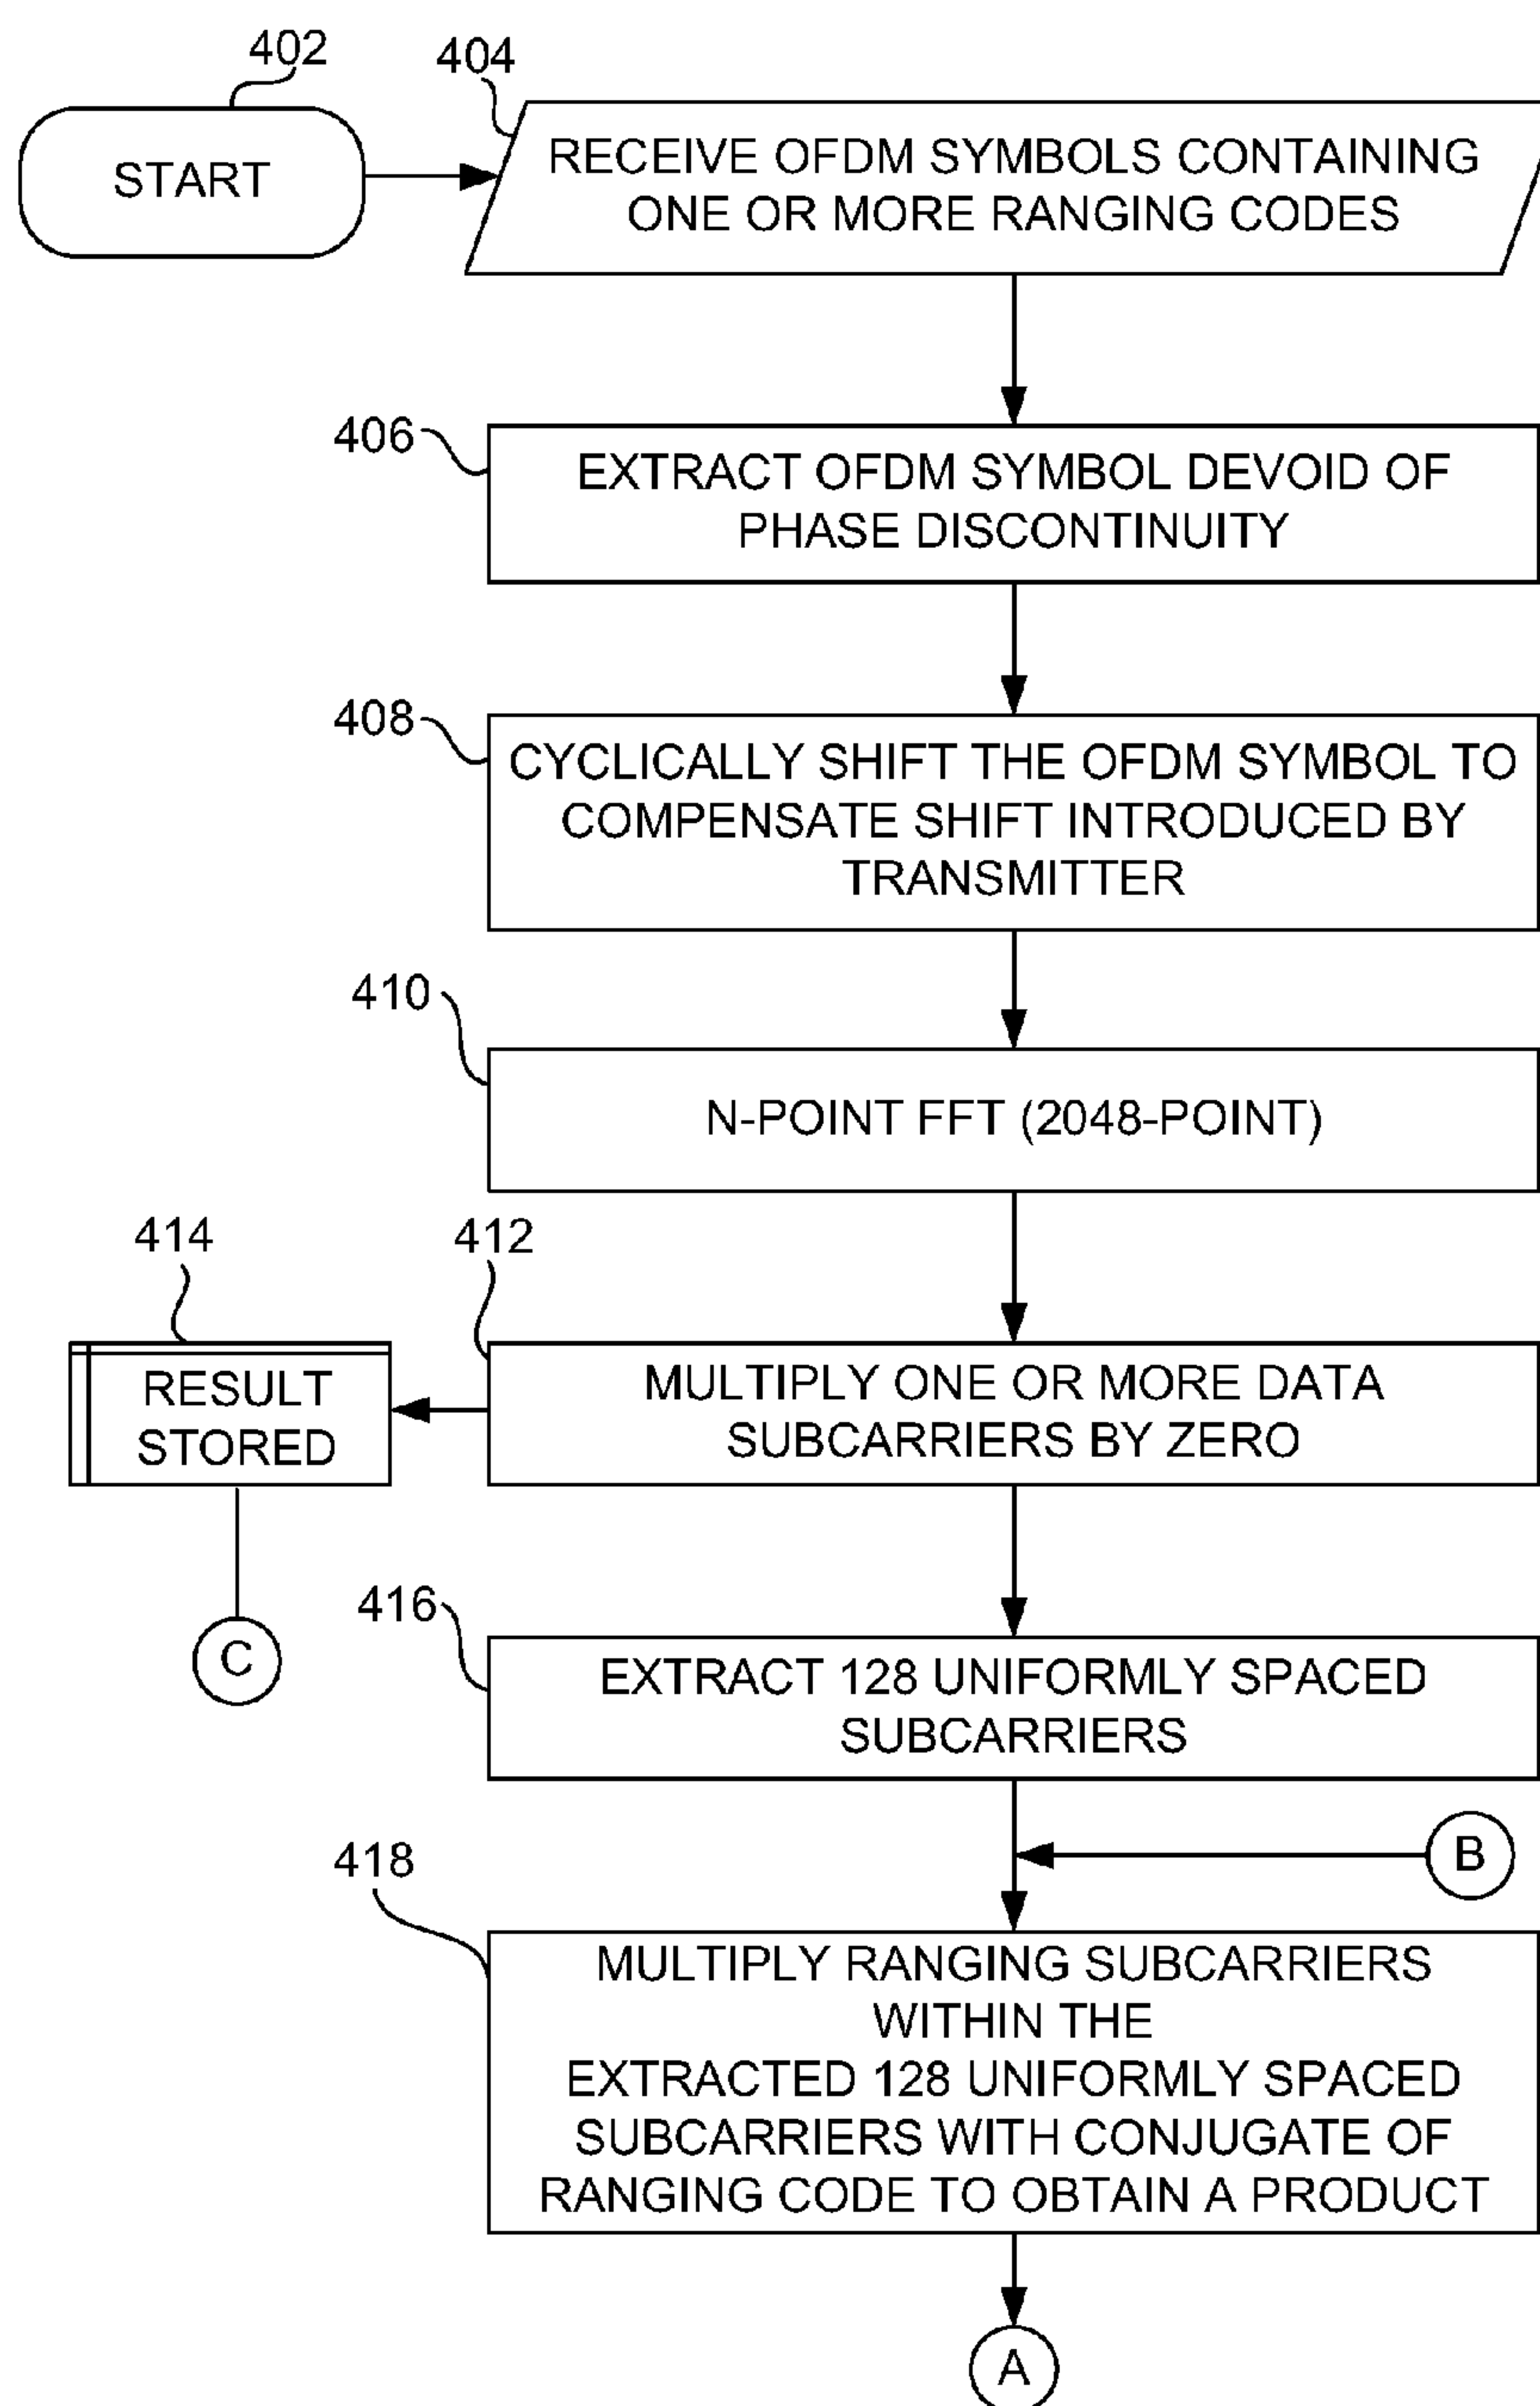 402
404
START
RECEIVE OFDM SYMBOLS CONTAINING
ONE OR MORE RANGING CODES
406
EXTRACT OFDM SYMBOL DEVOID OF
PHASE DISCONTINUITY
408
CYCLICALLY SHIFT THE OFDM SYMBOL TO
COMPENSATE SHIFT INTRODUCED BY
TRANSMITTER
410
N-POINT FFT (2048-POINT)
414
412
RESULT
STORED
MULTIPLY ONE OR MORE DATA
SUBCARRIERS BY ZERO
416
C
EXTRACT 128 UNIFORMLY SPACED
SUBCARRIERS
B
418
MULTIPLY RANGING SUBCARRIERS
WITHIN THE
EXTRACTED 128 UNIFORMLY SPACED
SUBCARRIERS WITH CONJUGATE OF
RANGING CODE TO OBTAIN A PRODUCT
A